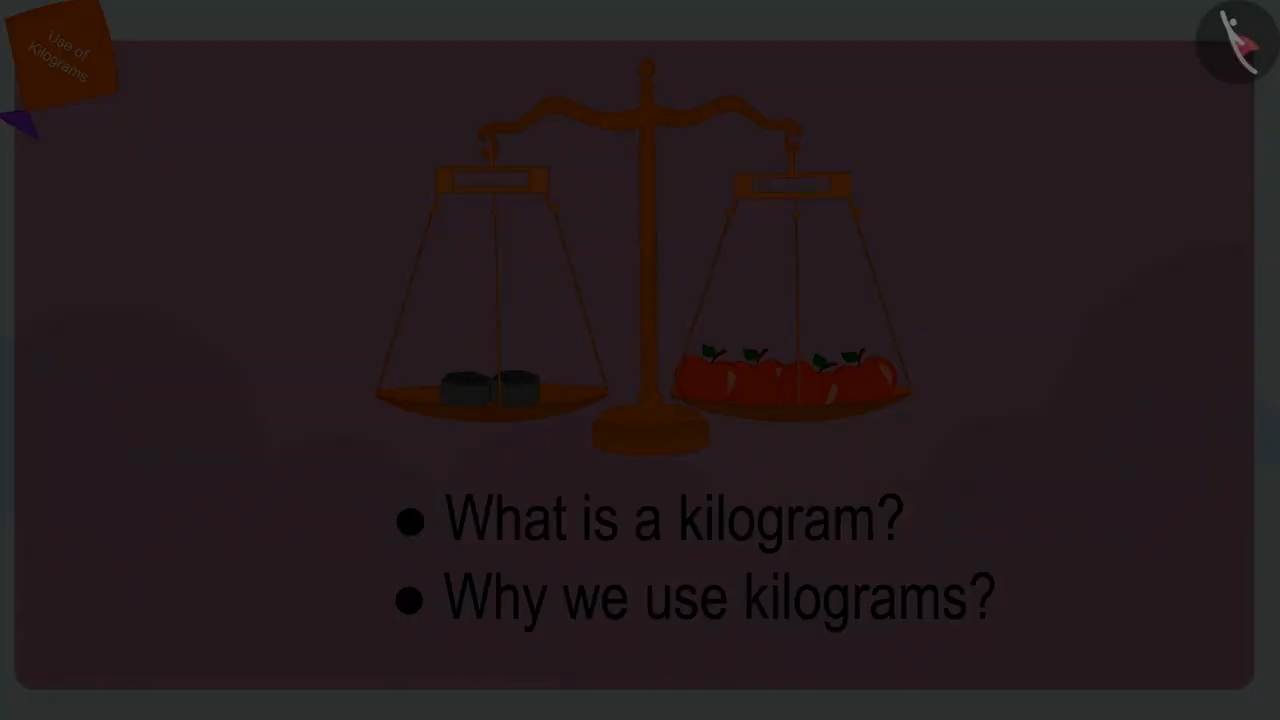 Use of
Kilograms
● What is a kilogram?
● Why we use kilograms?